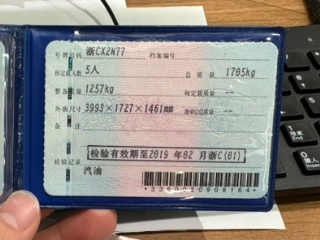 号牌号码 浙CX2N77 档案编号
核定载人数 5人 总质量 1705kg
整备质量 1257kg 核定载质量 --
外廓尺寸 3993×1727×1461mm 准牵引总质量 --
备注
检验有效期至2019 年02 月浙C(01)
检验记录
汽油